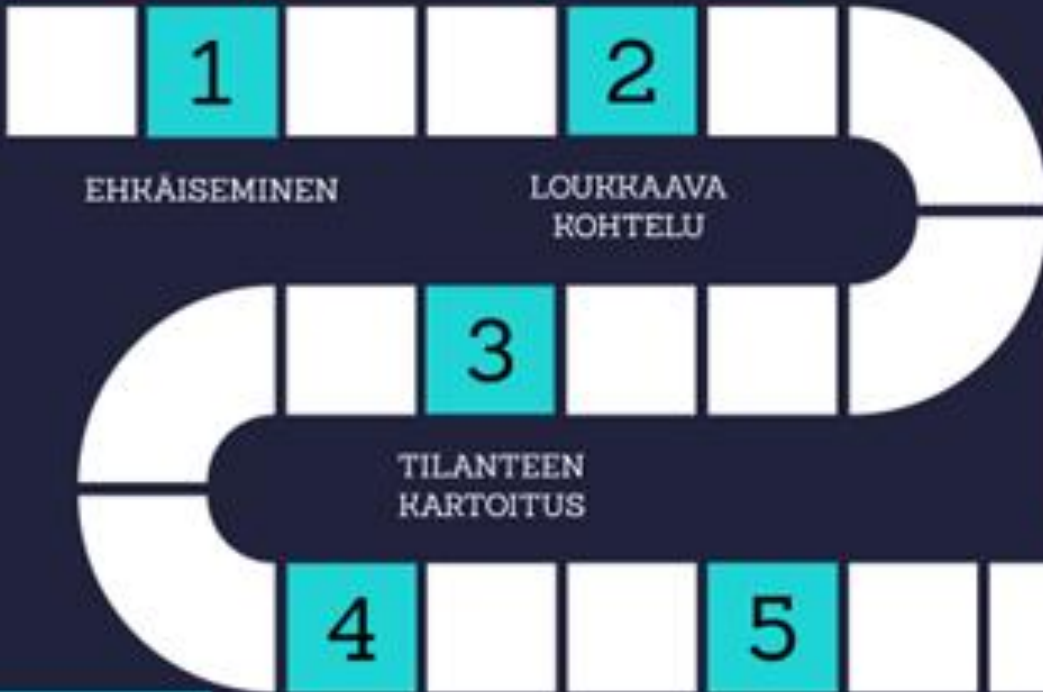 1
2
EHKÄISEMINEN
LOUKKAAVA
KOHTELU
3
TILANTEEN
KARTOITUS
4
5